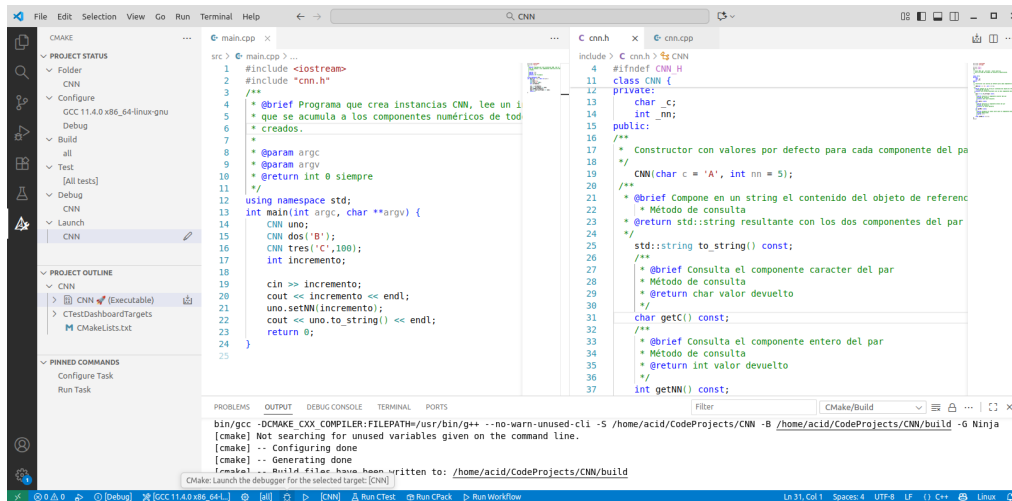 File Edit Selection View Go Run Terminal Help
CNN
CMAKE
PROJECT STATUS
Folder
CNN
Configure
GCC 11.4.0 x86_64-linux-gnu
Debug
Build
all
Test
[All tests]
Debug
CNN
Launch
CNN
PROJECT OUTLINE
CNN
CNN 🚀 (Executable)
CTestDashboardTargets
CMakeLists.txt
PINNED COMMANDS
Configure Task
Run Task
main.cpp
src > main.cpp > ...
1 #include <iostream>
2 #include "cnn.h"
3 /**
4 * @brief Programa que crea instancias CNN, lee un
5 * que se acumula a los componentes numéricos de
6 * creados.
7 *
8 * @param argc
9 * @param argv
10 * @return int 0 siempre
11 */
12 using namespace std;
13 int main(int argc, char **argv) {
14 CNN uno;
15 CNN dos('B');
16 CNN tres('C',100);
17 int incremento;
18
19 cin >> incremento;
20 cout << incremento << endl;
21 uno.setNN(incremento);
22 cout << uno.to_string() << endl;
23 return 0;
24 }
25
cnn.h cnn.cpp
include > cnn.h > CNN
4 #ifndef CNN_H
11 class CNN {
12 private:
13 char _c;
14 int _nn;
15 public:
16 /**
17 * Constructor con valores por defecto para cada componente del pa
18 */
19 CNN(char c = 'A', int nn = 5);
20 /**
21 * @brief Compone en un string el contenido del objeto de referenc
22 * Método de consulta
23 * @return std::string resultante con los dos componentes del par
24 */
25 std::string to_string() const;
26 /**
27 * @brief Consulta el componente caracter del par
28 * Método de consulta
29 * @return char valor devuelto
30 */
31 char getC() const;
32 /**
33 * @brief Consulta el componente entero del par
34 * Método de consulta
35 * @return int valor devuelto
36 */
37 int getNN() const;
PROBLEMS OUTPUT DEBUG CONSOLE TERMINAL PORTS
Filter
CMake/Build
bin/gcc -DCMAKE_CXX_COMPILER:FILEPATH=/usr/bin/g++ --no-warn-unused-cli -S /home/acid/CodeProjects/CNN -B /home/acid/CodeProjects/CNN/build -G Ninja
[cmake] Not searching for unused variables given on the command line.
[cmake] -- Configuring done
[cmake] -- Generating done
[cmake] -- Build files have been written to: /home/acid/CodeProjects/CNN/build
CMake: Launch the debugger for the selected target: [CNN]
0 0 [Debug] [GCC 11.4.0 x86_64-l...] [all] [CNN] Run CTest Run CPack Run Workflow
Ln 31, Col 1 Spaces: 4 UTF-8 LF {} C++ Linux